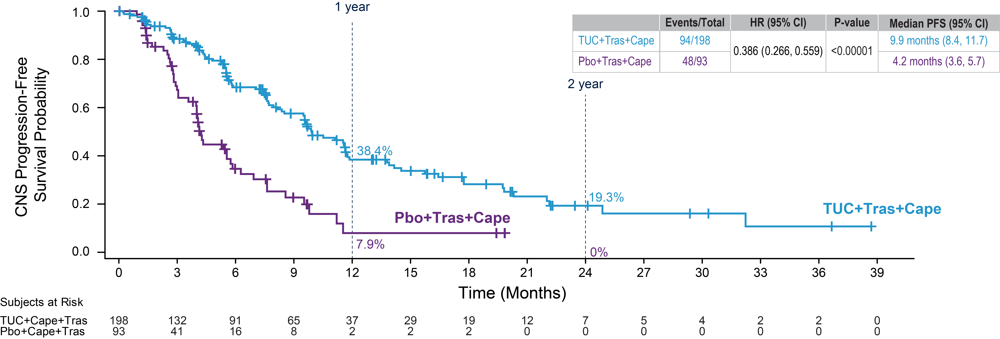 1 year
Events/Total HR (95% CI) P-value Median PFS (95% CI)
TUC+Tras+Cape 94/198 0.386 (0.266, 0.559) <0.00001 9.9 months (8.4, 11.7)
Pbo+Tras+Cape 48/93 4.2 months (3.6, 5.7)
2 year
CNS Progression-Free
Survival Probability
1.0
0.8
0.6
0.4
0.2
0.0
38.4%
19.3%
TUC+Tras+Cape
Pbo+Tras+Cape
7.9%
0%
0 3 6 9 12 15 18 21 24 27 30 33 36 39
Time (Months)
Subjects at Risk
TUC+Cape+Tras 198 132 91 65 37 29 19 12 7 5 4 2 2 0
Pbo+Cape+Tras 93 41 16 8 2 2 2 0 0 0 0 0 0 0